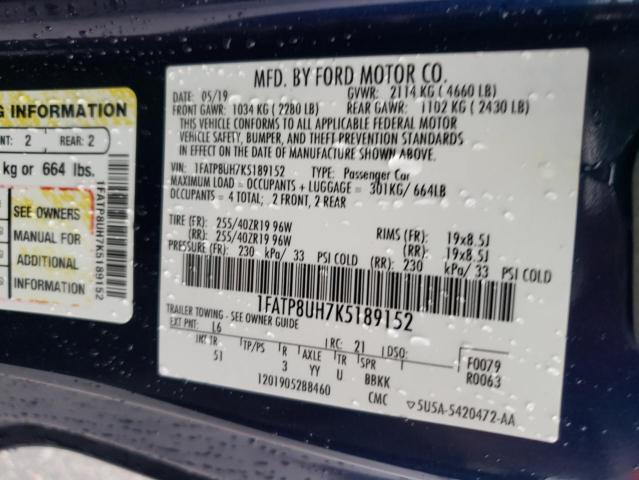 G INFORMATION
NT: 2 REAR: 2
kg or 664 lbs.
SEE OWNERS
MANUAL FOR
ADDITIONAL
INFORMATION
1FATP8UH7K5189152
MFD. BY FORD MOTOR CO.
DATE: 05/19 GVWR: 2114 KG ( 4660 LB)
FRONT GAWR: 1034 KG ( 2280 LB) REAR GAWR: 1102 KG ( 2430 LB)
THIS VEHICLE CONFORMS TO ALL APPLICABLE FEDERAL MOTOR
VEHICLE SAFETY, BUMPER, AND THEFT PREVENTION STANDARDS
IN EFFECT ON THE DATE OF MANUFACTURE SHOWN ABOVE.
VIN: 1FATP8UH7K5189152 TYPE: Passenger Car
MAXIMUM LOAD = OCCUPANTS + LUGGAGE = 301KG/ 664LB
OCCUPANTS = 4 TOTAL; 2 FRONT, 2 REAR
TIRE (FR): 255/40ZR19 96W RIMS (FR): 19x8.5J
(RR): 255/40ZR19 96W (RR): 19x8.5J
PRESSURE (FR): 230 kPa/ 33 PSI COLD (RR): 230 kPa/ 33 PSI COLD
1FATP8UH7K5189152
TRAILER TOWING - SEE OWNER GUIDE
EXT PNT: L6 RC: 21 DSO: F0079
INT TR TP/PS R AXLE TR SPR R0063
51 3 YY U BBKK
120190528B460 CMC ▽5U5A-5420472-AA